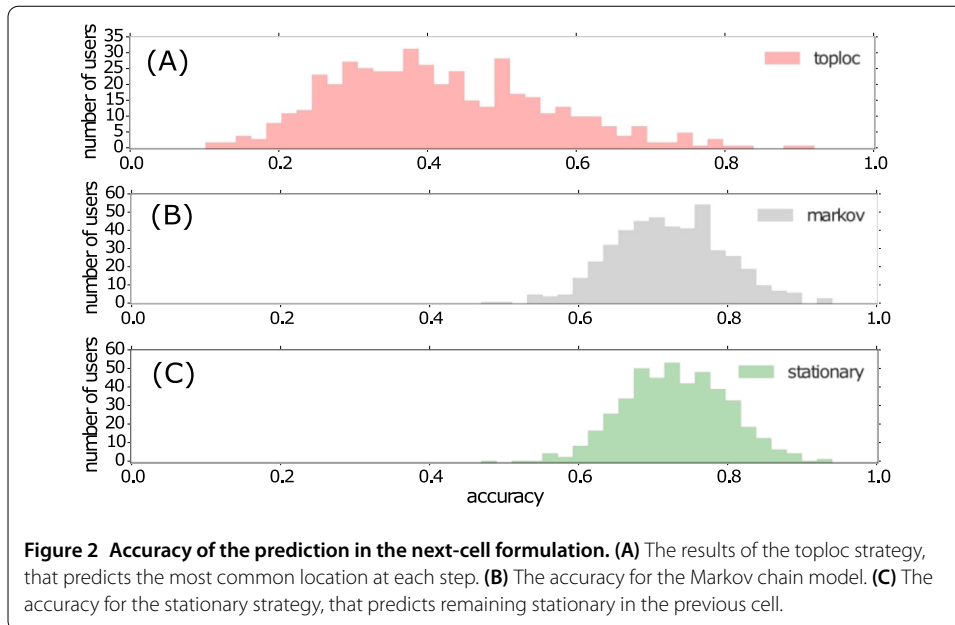 35
30
25
20
15
10
5
0
number of users
(A)
toploc
0.0 0.2 0.4 0.6 0.8 1.0
60
50
40
30
20
10
0
number of users
(B)
markov
0.0 0.2 0.4 0.6 0.8 1.0
60
50
40
30
20
10
0
number of users
(C)
stationary
0.0 0.2 0.4 0.6 0.8 1.0
accuracy
Figure 2 Accuracy of the prediction in the next-cell formulation. (A) The results of the toploc strategy,
that predicts the most common location at each step. (B) The accuracy for the Markov chain model. (C) The
accuracy for the stationary strategy, that predicts remaining stationary in the previous cell.